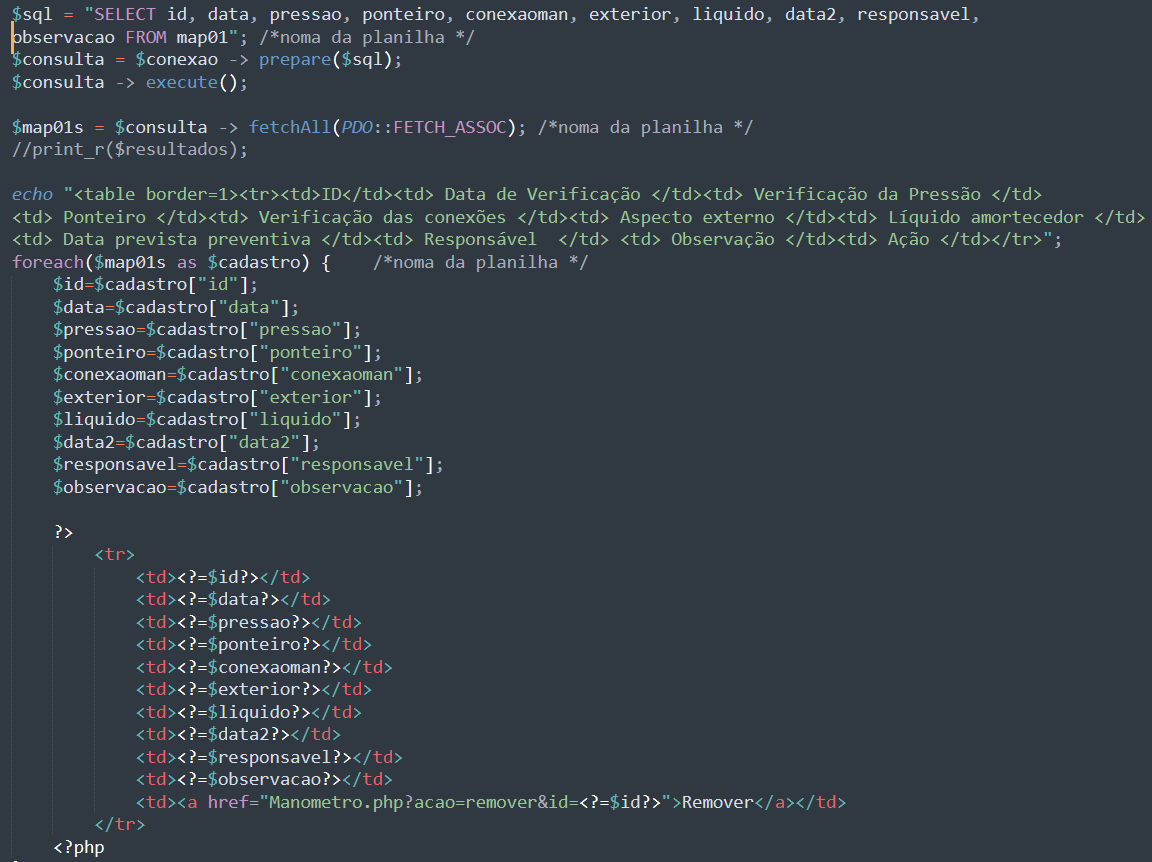 $sql = "SELECT id, data, pressao, ponteiro, conexaoman, exterior, liquido, data2, responsavel,
observacao FROM map01"; /*noma da planilha */
$consulta = $conexao -> prepare($sql);
$consulta -> execute();
$map01s = $consulta -> fetchAll(PDO::FETCH_ASSOC); /*noma da planilha */
//print_r($resultados);
echo "<table border=1><tr><td>ID</td><td> Data de Verificação </td><td> Verificação da Pressão </td>
<td> Ponteiro </td><td> Verificação das conexões </td><td> Aspecto externo </td><td> Líquido amortecedor </td>
<td> Data prevista preventiva </td><td> Responsável  </td> <td> Observação </td><td> Ação </td></tr>";
foreach($map01s as $cadastro) {    /*noma da planilha */
    $id=$cadastro["id"];
    $data=$cadastro["data"];
    $pressao=$cadastro["pressao"];
    $ponteiro=$cadastro["ponteiro"];
    $conexaoman=$cadastro["conexaoman"];
    $exterior=$cadastro["exterior"];
    $liquido=$cadastro["liquido"];
    $data2=$cadastro["data2"];
    $responsavel=$cadastro["responsavel"];
    $observacao=$cadastro["observacao"];
    ?>
        <tr>
            <td><?=$id?></td>
            <td><?=$data?></td>
            <td><?=$pressao?></td>
            <td><?=$ponteiro?></td>
            <td><?=$conexaoman?></td>
            <td><?=$exterior?></td>
            <td><?=$liquido?></td>
            <td><?=$data2?></td>
            <td><?=$responsavel?></td>
            <td><?=$observacao?></td>
            <td><a href="Manometro.php?acao=remover&id=<?=$id?>">Remover</a></td>
        </tr>
    <?php